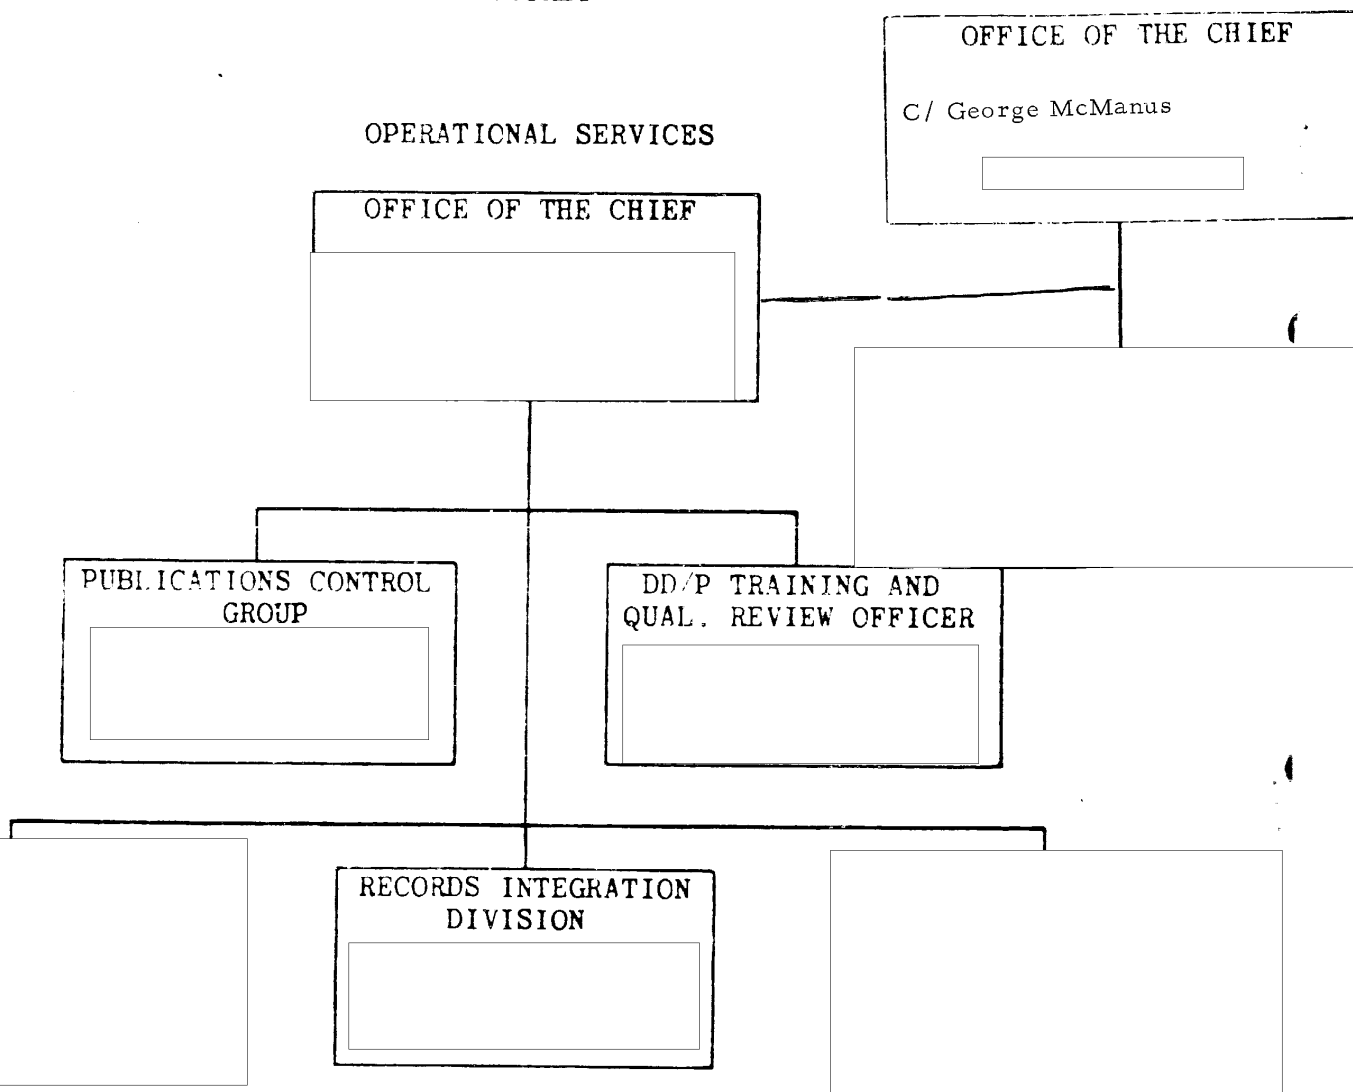 OFFICE OF THE CHIEF
C/ George McManus
OPERATIONAL SERVICES
OFFICE OF THE CHIEF
PUBLICATIONS CONTROL
GROUP
DD/P TRAINING AND
QUAL. REVIEW OFFICER
RECORDS INTEGRATION
DIVISION